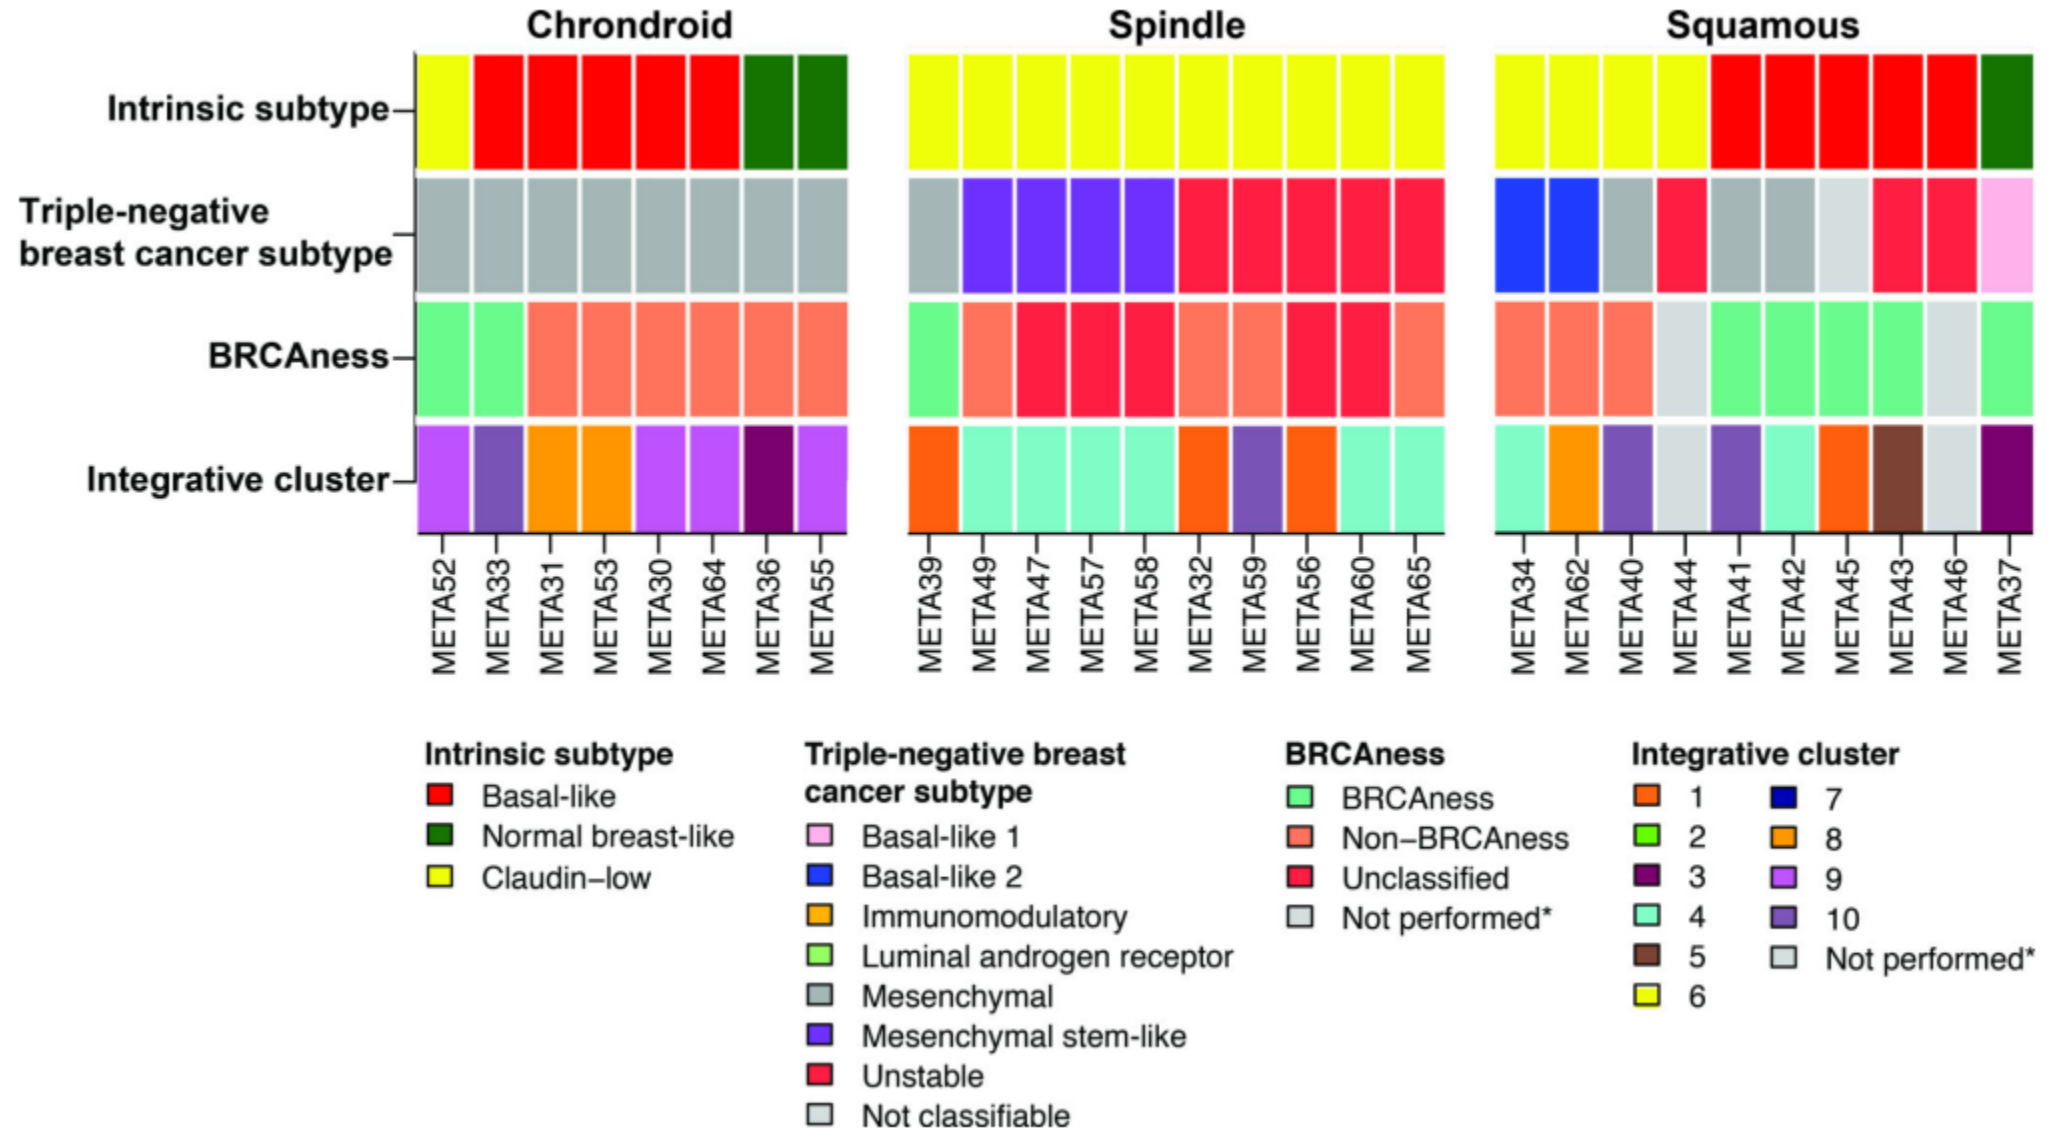 Chrondroid
Spindle
Squamous
Intrinsic subtype
Triple-negative
breast cancer subtype
BRCAness
Integrative cluster
META52
META33
META31
META53
META30
META64
META36
META55
META39
META49
META47
META57
META58
META32
META59
META56
META60
META65
META34
META62
META40
META44
META41
META42
META45
META43
META46
META37
Intrinsic subtype
Basal-like
Normal breast-like
Claudin–low
Triple-negative breast
cancer subtype
Basal-like 1
Basal-like 2
Immunomodulatory
Luminal androgen receptor
Mesenchymal
Mesenchymal stem-like
Unstable
Not classifiable
BRCAness
BRCAness
Non–BRCAness
Unclassified
Not performed*
Integrative cluster
1
2
3
4
5
6
7
8
9
10
Not performed*